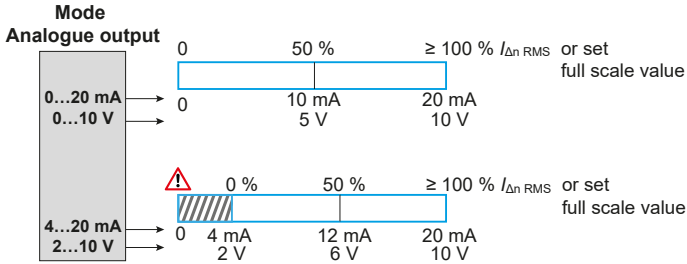 Mode
Analogue output
0 50 % ≥ 100 % IΔn RMS or set
full scale value
0…20 mA 0 10 mA 20 mA
0…10 V 5 V 10 V
0 % 50 % ≥ 100 % IΔn RMS or set
full scale value
4…20 mA 0 4 mA 12 mA 20 mA
2…10 V 2 V 6 V 10 V